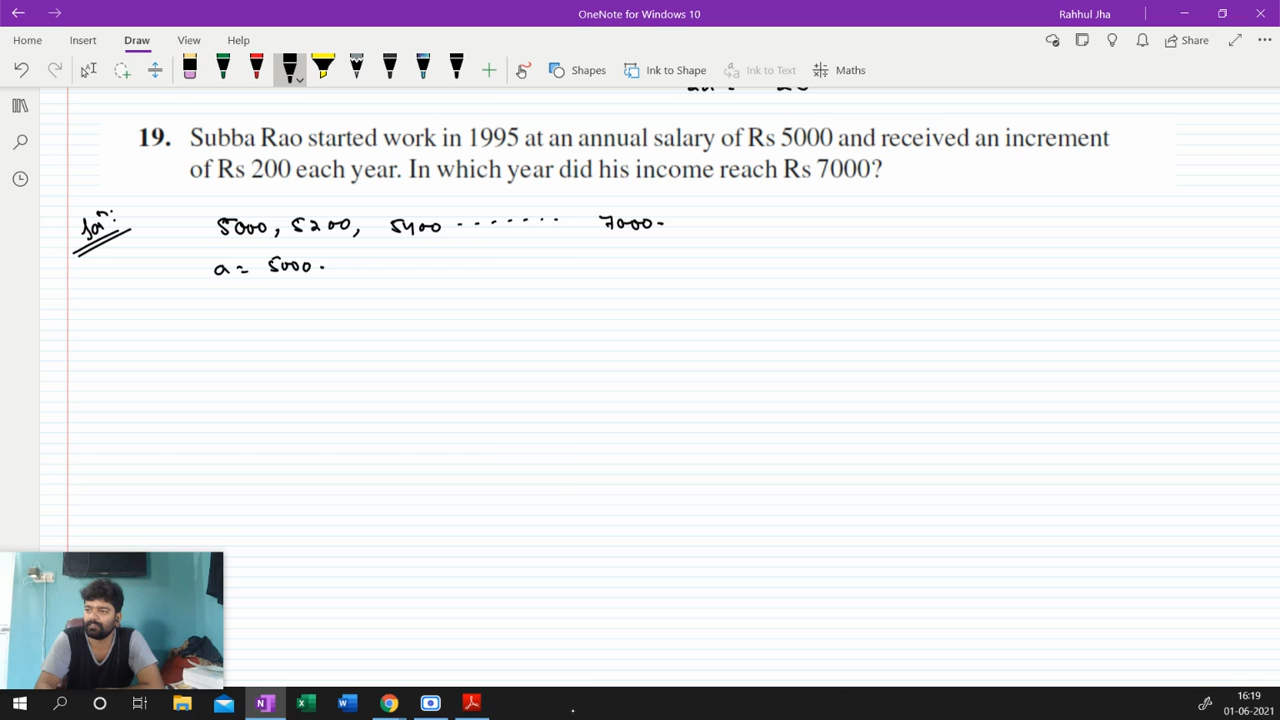 OneNote for Windows 10
Rahhul Jha
Home Insert Draw View Help
Share
Shapes Ink to Shape Ink to Text Maths
19. Subba Rao started work in 1995 at an annual salary of Rs 5000 and received an increment
of Rs 200 each year. In which year did his income reach Rs 7000?
Solⁿ: 5000, 5200, 5400 -------- 7000.
a = 5000.
16:19
01-06-2021